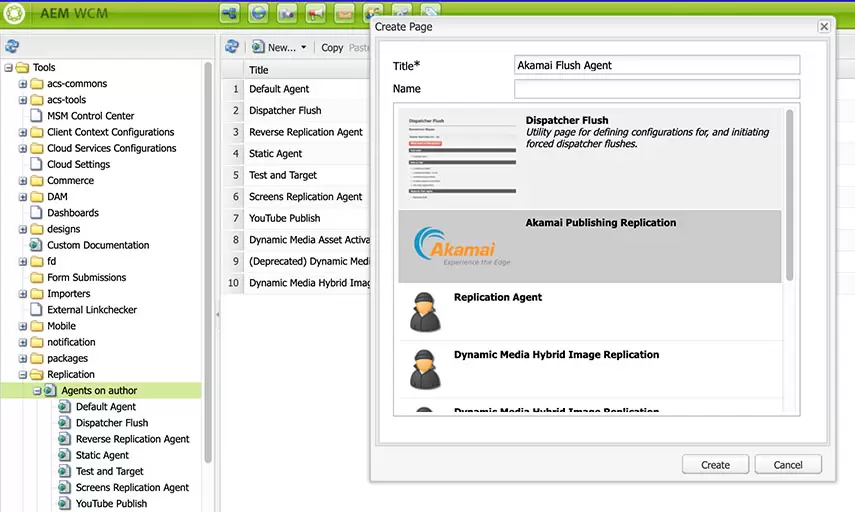 AEM WCM
Tools
acs-commons
acs-tools
MSM Control Center
Client Context Configurations
Cloud Services Configurations
Cloud Settings
Commerce
DAM
Dashboards
designs
Custom Documentation
fd
Form Submissions
Importers
External Linkchecker
Mobile
notification
packages
Replication
Agents on author
Default Agent
Dispatcher Flush
Reverse Replication Agent
Static Agent
Test and Target
Screens Replication Agent
YouTube Publish
New... Copy Paste
Title
1 Default Agent
2 Dispatcher Flush
3 Reverse Replication Agent
4 Static Agent
5 Test and Target
6 Screens Replication Agent
7 YouTube Publish
8 Dynamic Media Asset Activa
9 (Deprecated) Dynamic Medi
10 Dynamic Media Hybrid Imag
Create Page
Title* Akamai Flush Agent
Name
Dispatcher Flush
Dispatcher Flush
Utility page for defining configurations for, and initiating
forced dispatcher flushes.
Akamai Publishing Replication
Akamai
Experience the Edge
Replication Agent
Dynamic Media Hybrid Image Replication
Dynamic Media Hybrid Image Replication
Create Cancel